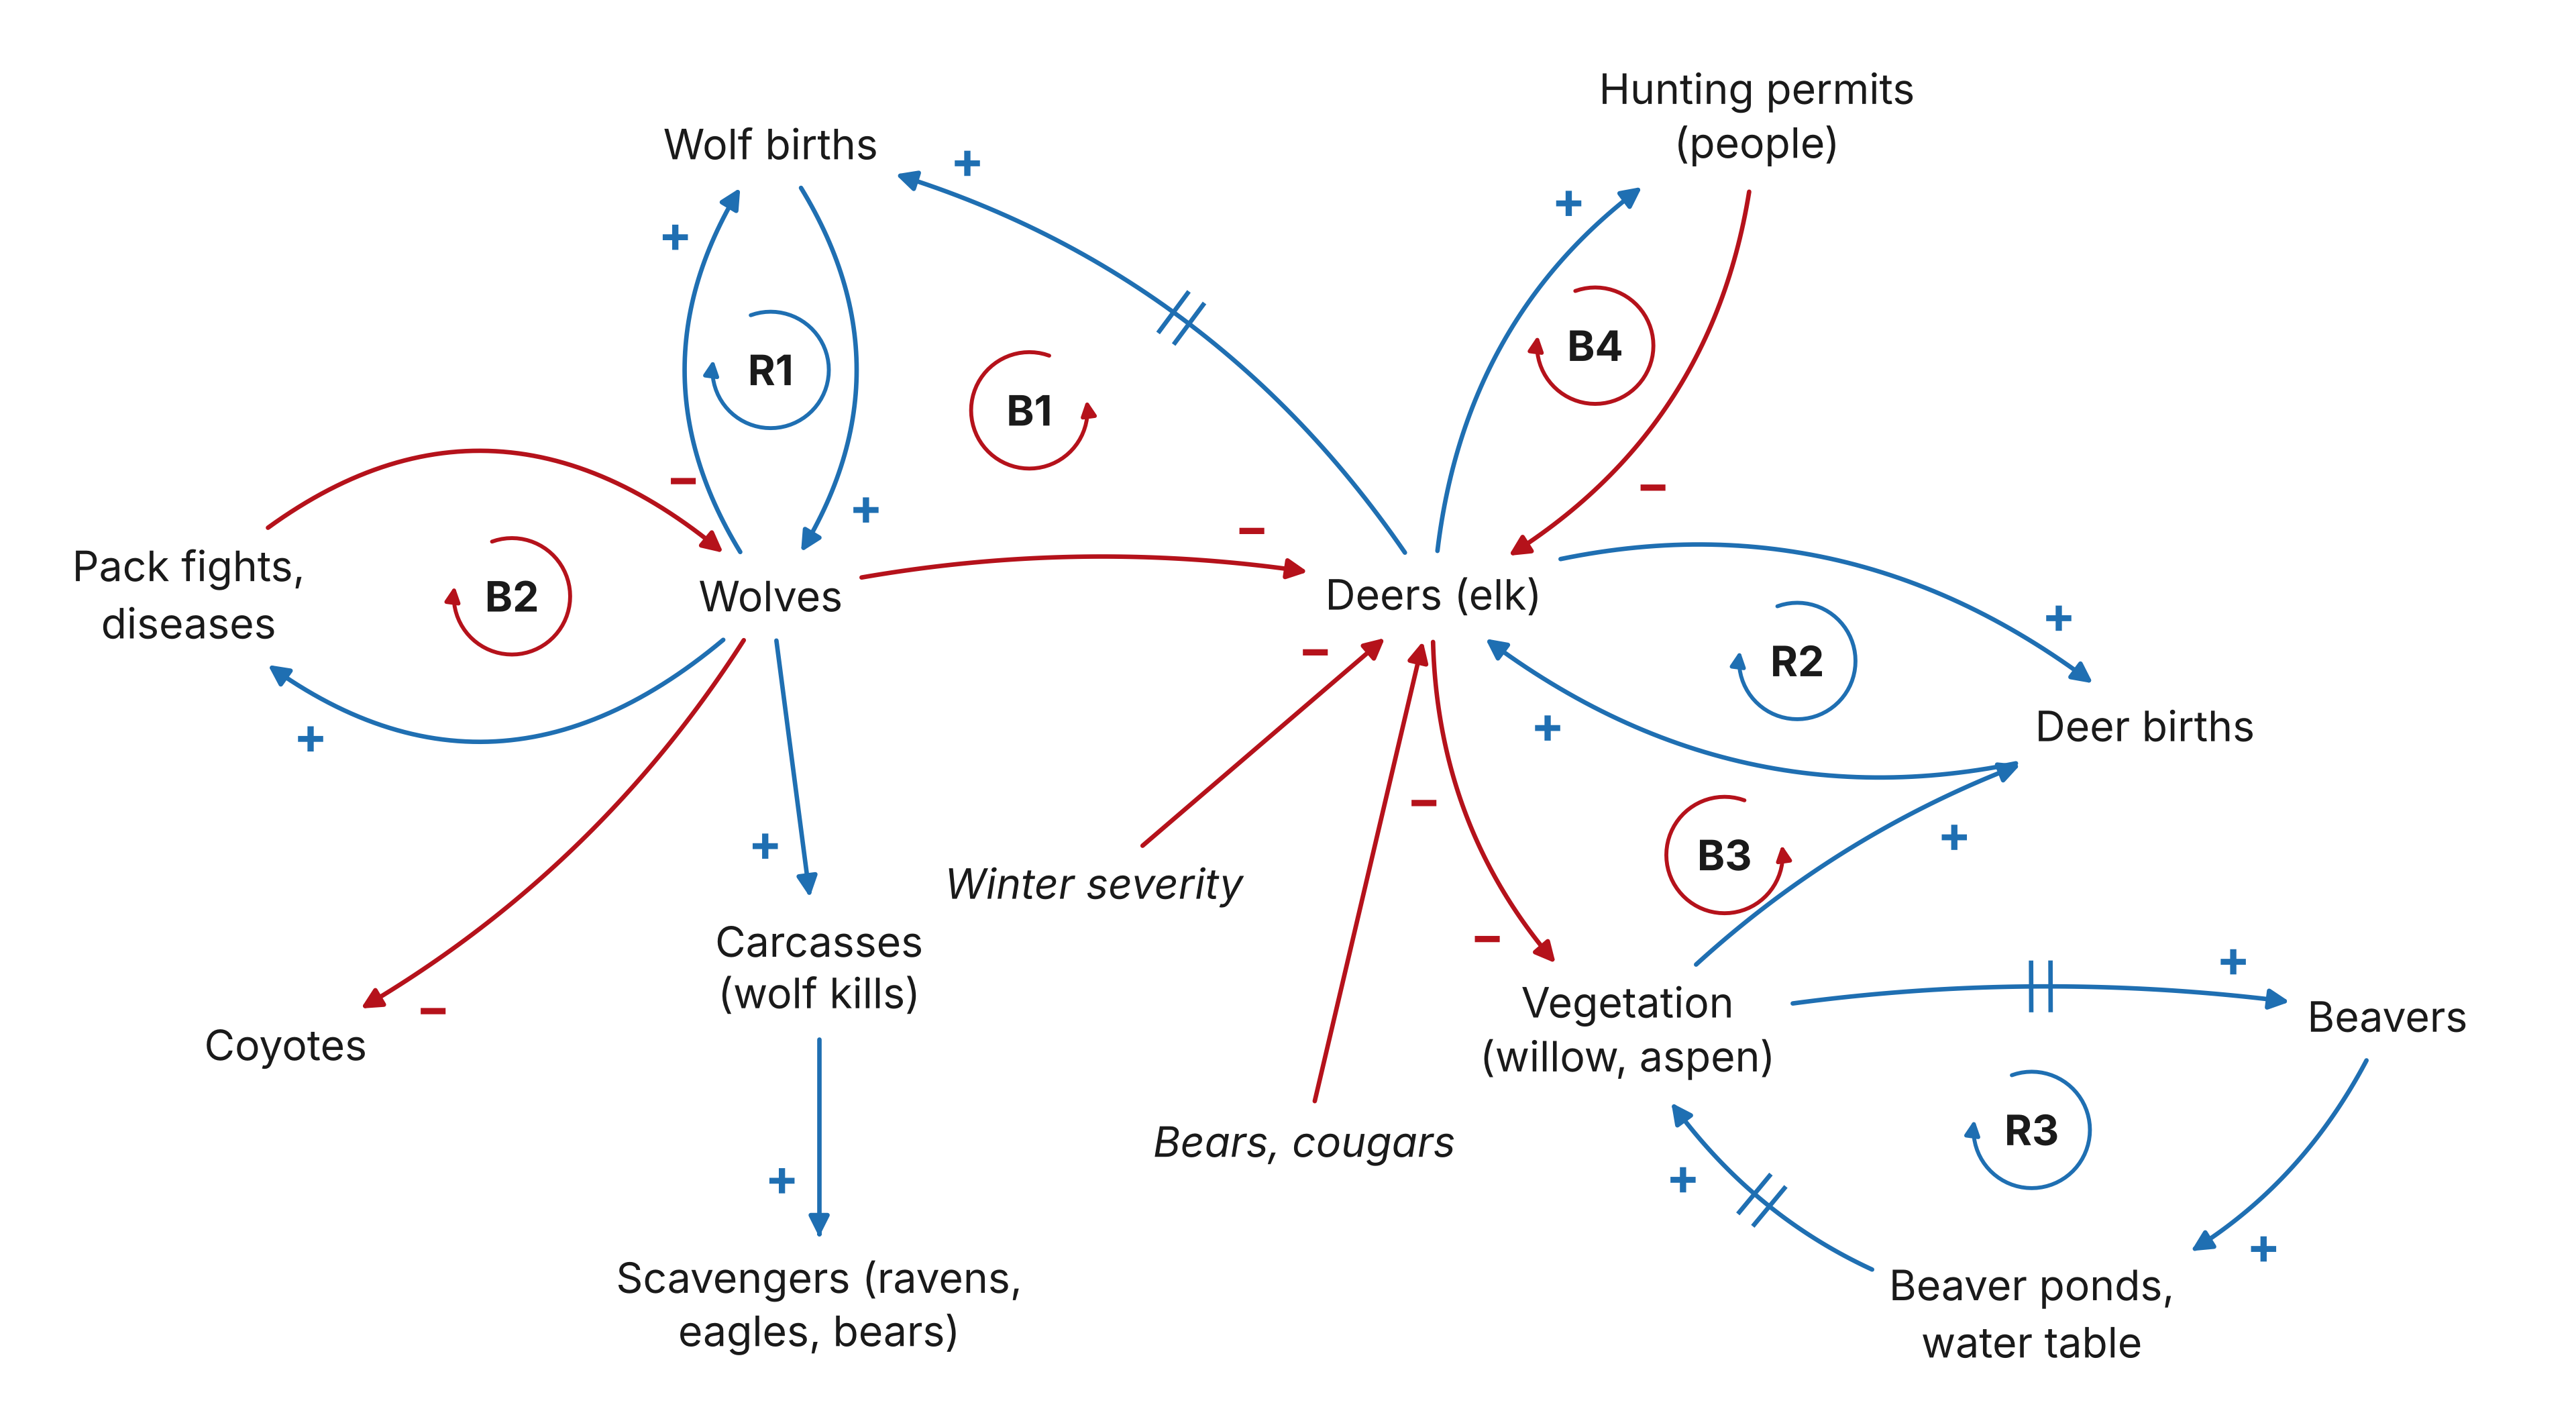 Hunting permits
(people)
Wolf births
+
+
+
R1
B4
B1
−
+
−
−
Pack fights,
diseases
B2
Wolves
Deers (elk)
+
−
R2
+
+
Deer births
−
+
+
B3
Winter severity
−
+
Carcasses
(wolf kills)
−
Coyotes
Vegetation
(willow, aspen)
Beavers
Bears, cougars
R3
+
+
+
Scavengers (ravens,
eagles, bears)
Beaver ponds,
water table